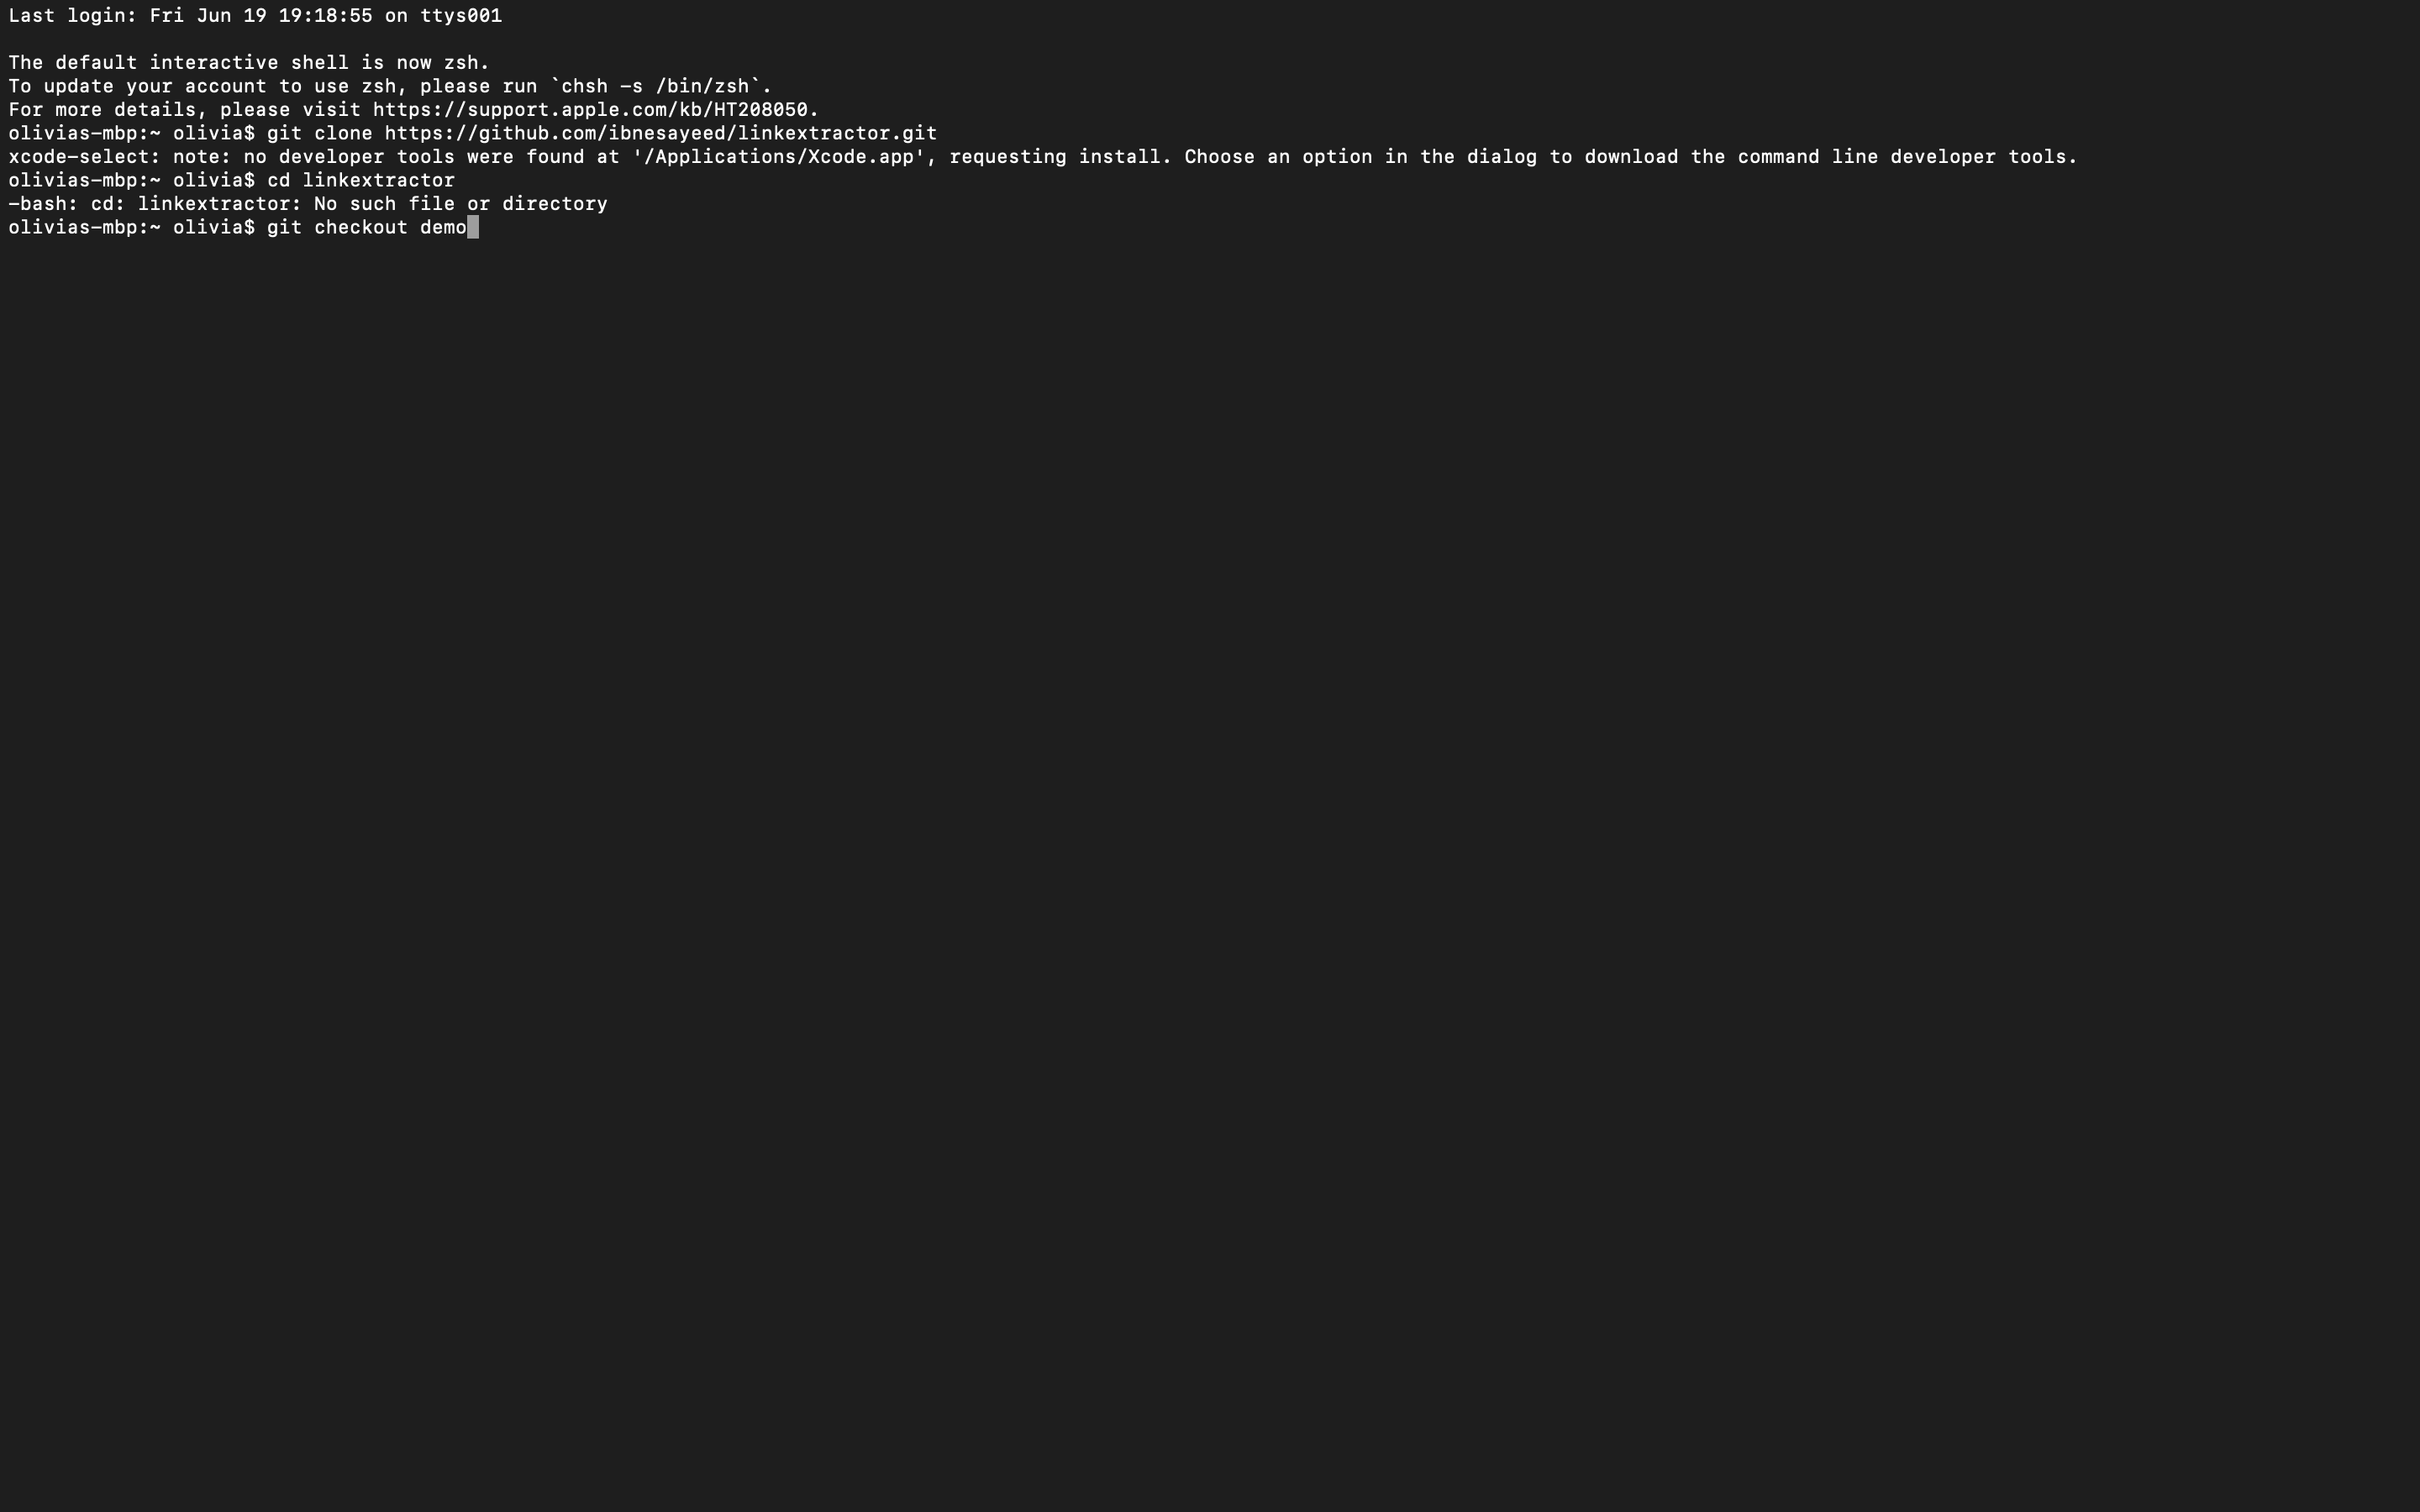 Last login: Fri Jun 19 19:18:55 on ttys001
The default interactive shell is now zsh.
To update your account to use zsh, please run `chsh -s /bin/zsh`.
For more details, please visit https://support.apple.com/kb/HT208050.
olivias-mbp:~ olivia$ git clone https://github.com/ibnesayeed/linkextractor.git
xcode-select: note: no developer tools were found at '/Applications/Xcode.app', requesting install. Choose an option in the dialog to download the command line developer tools.
olivias-mbp:~ olivia$ cd linkextractor
-bash: cd: linkextractor: No such file or directory
olivias-mbp:~ olivia$ git checkout demo